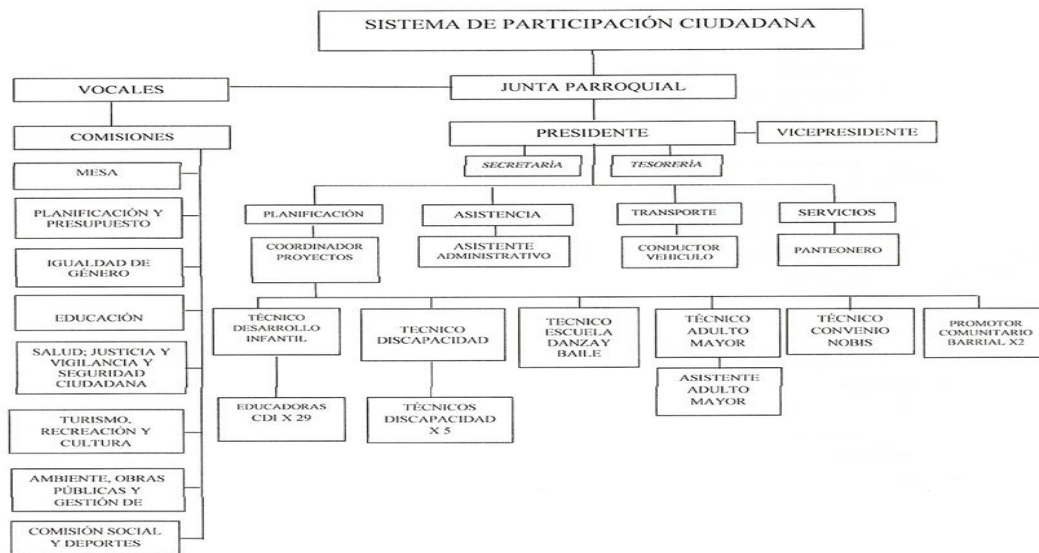 SISTEMA DE PARTICIPACIÓN CIUDADANA
VOCALES
JUNTA PARROQUIAL
COMISIONES
PRESIDENTE
VICEPRESIDENTE
SECRETARÍA
TESORERÍA
MESA
PLANIFICACIÓN Y
PRESUPUESTO
IGUALDAD DE
GÉNERO
EDUCACIÓN
SALUD; JUSTICIA Y
VIGILANCIA Y
SEGURIDAD
CIUDADANA
TURISMO,
RECREACIÓN Y
CULTURA
AMBIENTE, OBRAS
PÚBLICAS Y
GESTIÓN DE
COMISIÓN SOCIAL
Y DEPORTES
PLANIFICACIÓN
ASISTENCIA
TRANSPORTE
SERVICIOS
COORDINADOR
PROYECTOS
ASISTENTE
ADMINISTRATIVO
CONDUCTOR
VEHICULO
PANTEONERO
TÉCNICO
DESARROLLO
INFANTIL
TECNICO
DISCAPACIDAD
TECNICO
ESCUELA
DANZA Y
BAILE
TÉCNICO
ADULTO
MAYOR
TÉCNICO
CONVENIO
NOBIS
PROMOTOR
COMUNITARIO
BARRIAL X2
EDUCADORAS
CDI X 29
TÉCNICOS
DISCAPACIDAD
X 5
ASISTENTE
ADULTO
MAYOR